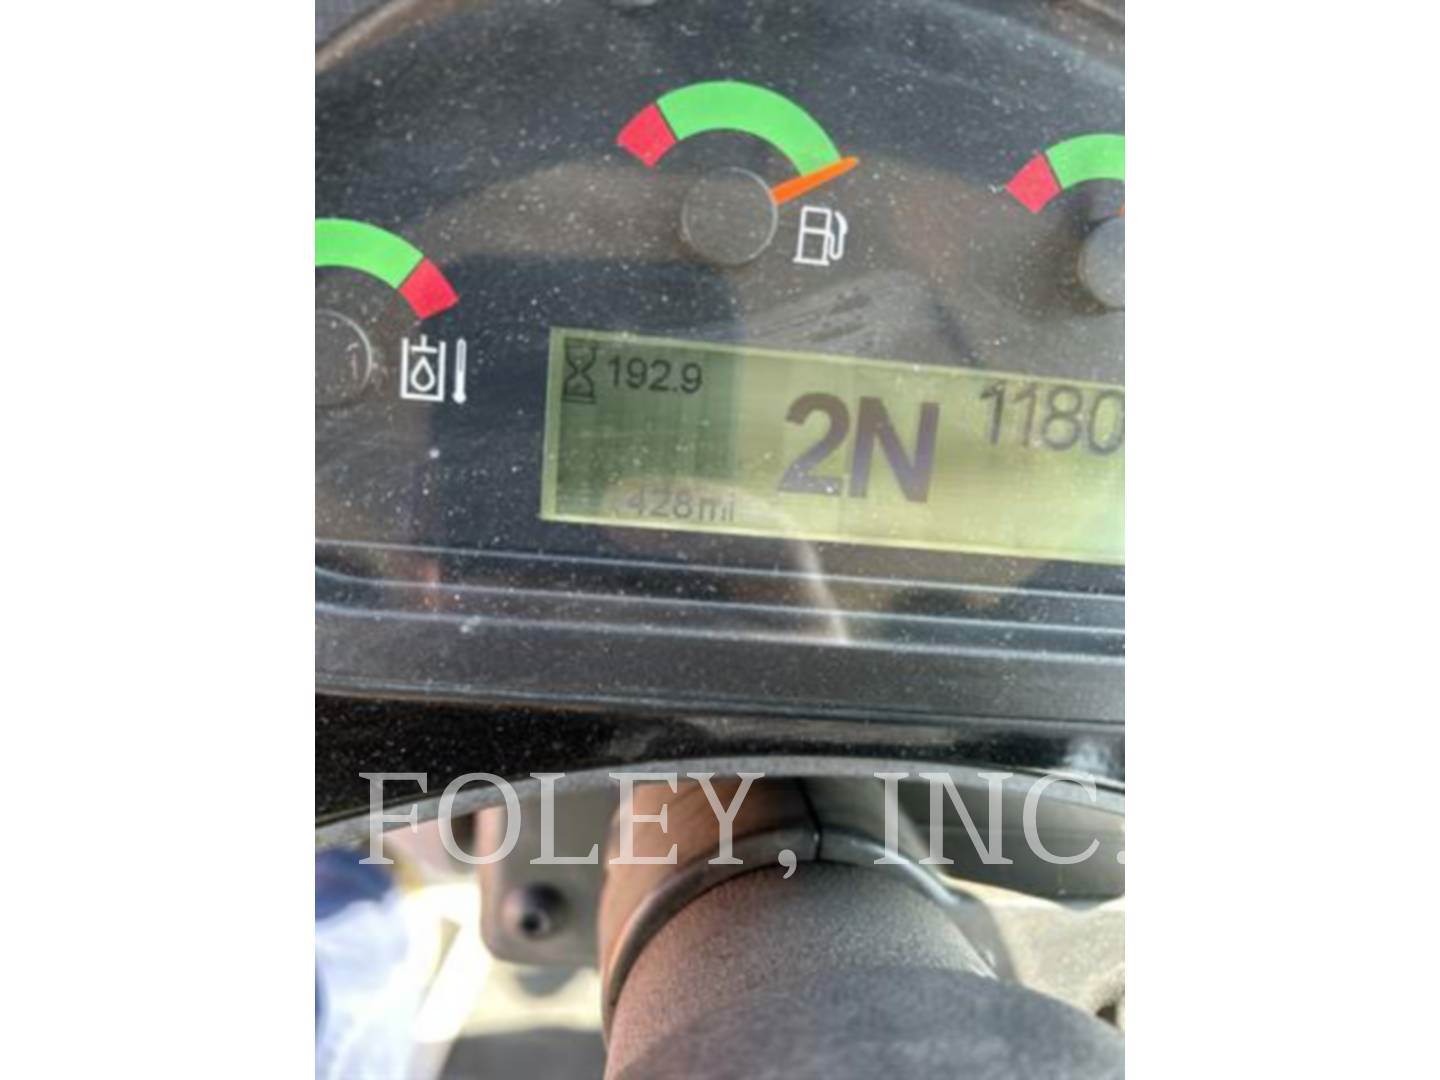 192.9
2N
1180
428mi
FOLEY, INC.